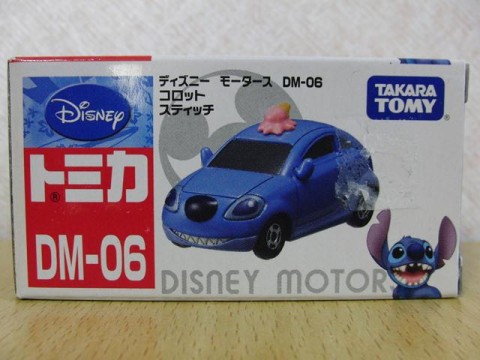 Disney
トミカ
®
DM-06
ディズニー モータース DM-06
コロット
スティッチ
TAKARA
TOMY
®
DISNEY MOTORS